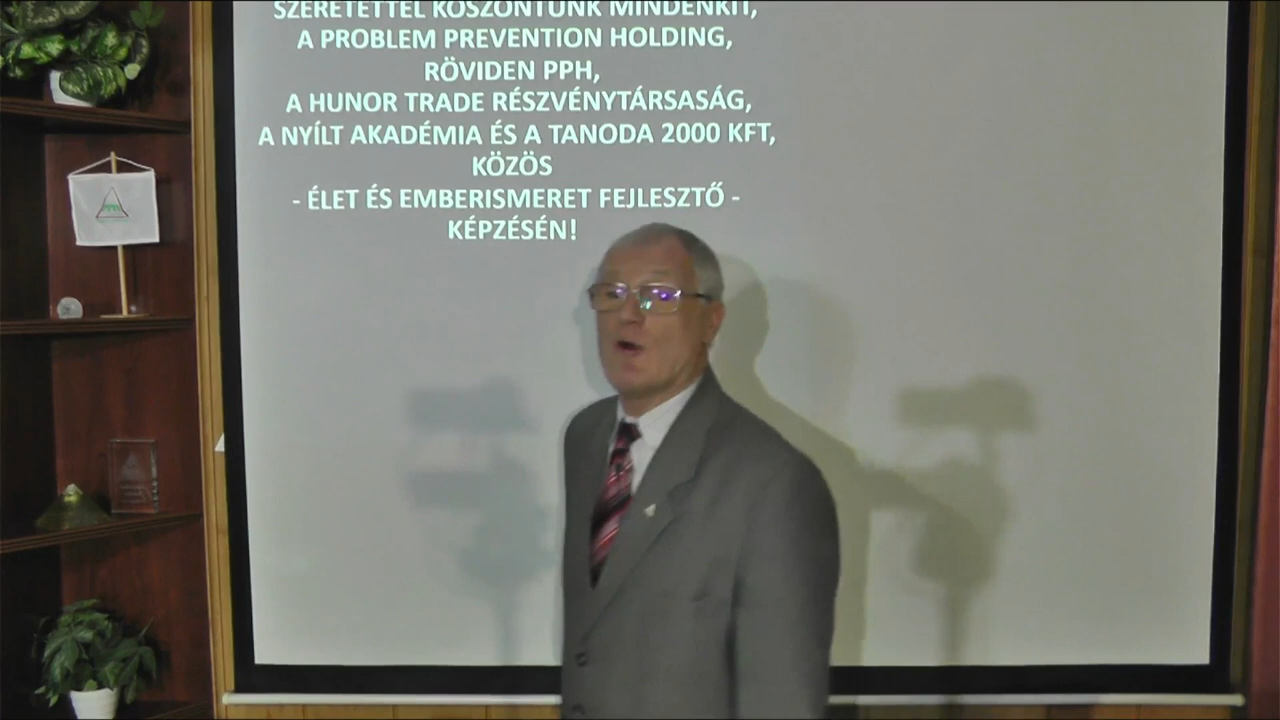 SZERETETTEL KÖSZÖNTÜNK MINDENKIT,
A PROBLEM PREVENTION HOLDING,
RÖVIDEN PPH,
A HUNOR TRADE RÉSZVÉNYTÁRSASÁG,
A NYÍLT AKADÉMIA ÉS A TANODA 2000 KFT,
KÖZÖS
- ÉLET ÉS EMBERISMERET FEJLESZTŐ -
KÉPZÉSÉN!